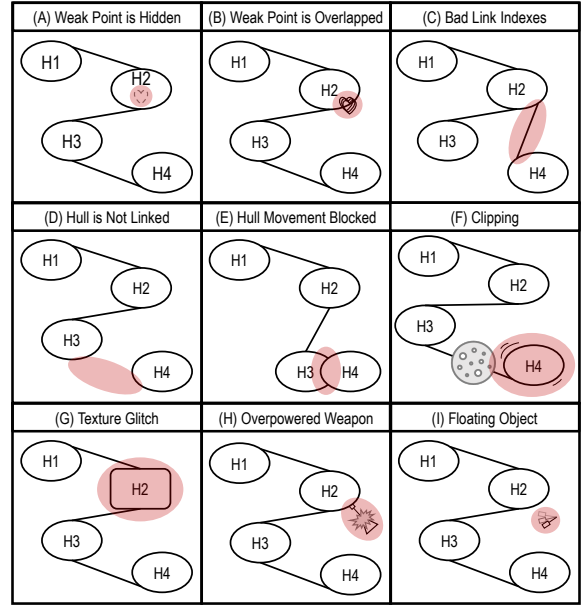 (A) Weak Point is Hidden
(B) Weak Point is Overlapped
(C) Bad Link Indexes
H1
H2
H3
H4
H1
H2
H3
H4
H1
H2
H3
H4
(D) Hull is Not Linked
(E) Hull Movement Blocked
(F) Clipping
H1
H2
H3
H4
H1
H2
H3
H4
H1
H2
H3
H4
(G) Texture Glitch
(H) Overpowered Weapon
(I) Floating Object
H1
H2
H3
H4
H1
H2
H3
H4
H1
H2
H3
H4